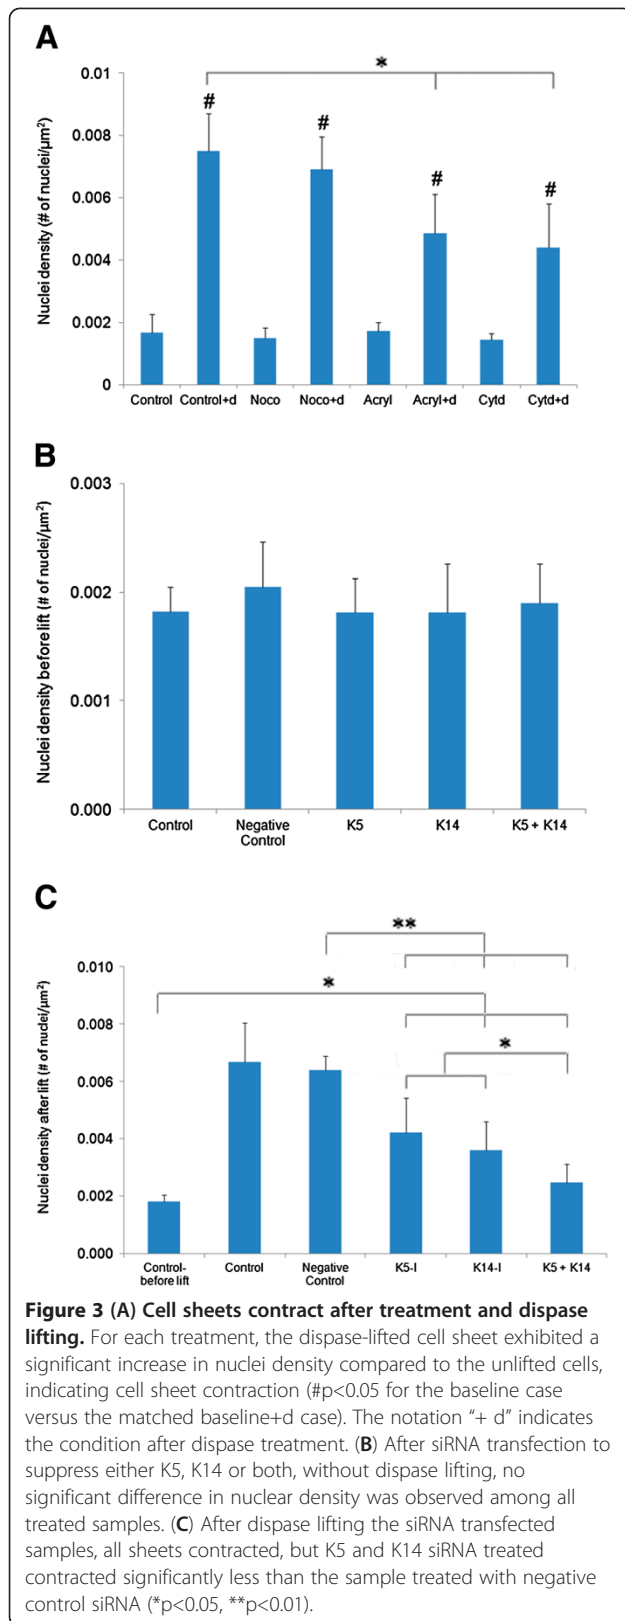 A
*
0.01
#
#
0.008
#
#
0.006
0.004
0.002
0
Nuclei density (# of nuclei/µm²)
Control Control+d Noco Noco+d Acryl Acryl+d Cytd Cytd+d
B
0.003
0.002
0.001
0.000
Nuclei density before lift (# of nuclei/µm²)
Control Negative K5 K14 K5 + K14
Control
C
**
0.010
*
0.008
*
0.006
0.004
0.002
0.000
Nuclei density after lift (# of nuclei/µm²)
Control- Control Negative K5-I K14-I K5 + K14
before lift Control
Figure 3 (A) Cell sheets contract after treatment and dispase
lifting. For each treatment, the dispase-lifted cell sheet exhibited a
significant increase in nuclei density compared to the unlifted cells,
indicating cell sheet contraction (#p<0.05 for the baseline case
versus the matched baseline+d case). The notation “+ d” indicates
the condition after dispase treatment. (B) After siRNA transfection to
suppress either K5, K14 or both, without dispase lifting, no
significant difference in nuclear density was observed among all
treated samples. (C) After dispase lifting the siRNA transfected
samples, all sheets contracted, but K5 and K14 siRNA treated
contracted significantly less than the sample treated with negative
control siRNA (*p<0.05, **p<0.01).